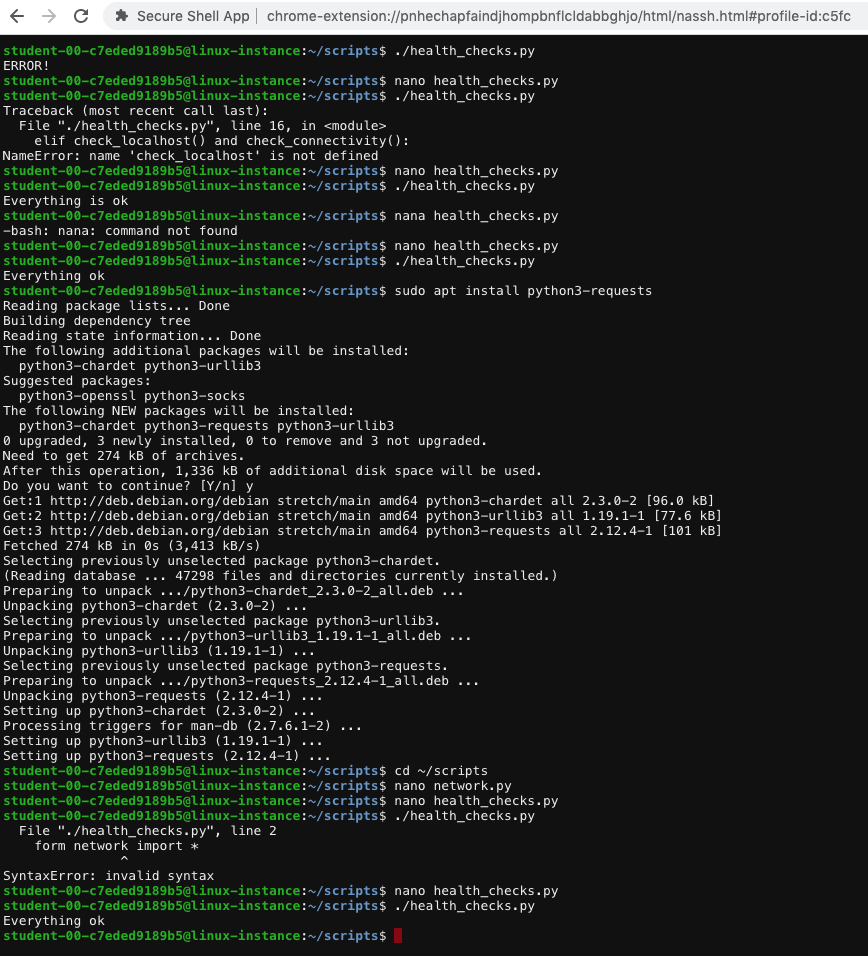 Secure Shell App | chrome-extension://pnhechapfaindjhompbnflcldabbghjo/html/nassh.html#profile-id:c5fc
student-00-c7eded9189b5@linux-instance:~/scripts$ ./health_checks.py
ERROR!
student-00-c7eded9189b5@linux-instance:~/scripts$ nano health_checks.py
student-00-c7eded9189b5@linux-instance:~/scripts$ ./health_checks.py
Traceback (most recent call last):
  File "./health_checks.py", line 16, in <module>
    elif check_localhost() and check_connectivity():
NameError: name 'check_localhost' is not defined
student-00-c7eded9189b5@linux-instance:~/scripts$ nano health_checks.py
student-00-c7eded9189b5@linux-instance:~/scripts$ ./health_checks.py
Everything is ok
student-00-c7eded9189b5@linux-instance:~/scripts$ nana health_checks.py
-bash: nana: command not found
student-00-c7eded9189b5@linux-instance:~/scripts$ nano health_checks.py
student-00-c7eded9189b5@linux-instance:~/scripts$ ./health_checks.py
Everything ok
student-00-c7eded9189b5@linux-instance:~/scripts$ sudo apt install python3-requests
Reading package lists... Done
Building dependency tree
Reading state information... Done
The following additional packages will be installed:
  python3-chardet python3-urllib3
Suggested packages:
  python3-openssl python3-socks
The following NEW packages will be installed:
  python3-chardet python3-requests python3-urllib3
0 upgraded, 3 newly installed, 0 to remove and 3 not upgraded.
Need to get 274 kB of archives.
After this operation, 1,336 kB of additional disk space will be used.
Do you want to continue? [Y/n] y
Get:1 http://deb.debian.org/debian stretch/main amd64 python3-chardet all 2.3.0-2 [96.0 kB]
Get:2 http://deb.debian.org/debian stretch/main amd64 python3-urllib3 all 1.19.1-1 [77.6 kB]
Get:3 http://deb.debian.org/debian stretch/main amd64 python3-requests all 2.12.4-1 [101 kB]
Fetched 274 kB in 0s (3,413 kB/s)
Selecting previously unselected package python3-chardet.
(Reading database ... 47298 files and directories currently installed.)
Preparing to unpack .../python3-chardet_2.3.0-2_all.deb ...
Unpacking python3-chardet (2.3.0-2) ...
Selecting previously unselected package python3-urllib3.
Preparing to unpack .../python3-urllib3_1.19.1-1_all.deb ...
Unpacking python3-urllib3 (1.19.1-1) ...
Selecting previously unselected package python3-requests.
Preparing to unpack .../python3-requests_2.12.4-1_all.deb ...
Unpacking python3-requests (2.12.4-1) ...
Setting up python3-chardet (2.3.0-2) ...
Processing triggers for man-db (2.7.6.1-2) ...
Setting up python3-urllib3 (1.19.1-1) ...
Setting up python3-requests (2.12.4-1) ...
student-00-c7eded9189b5@linux-instance:~/scripts$ cd ~/scripts
student-00-c7eded9189b5@linux-instance:~/scripts$ nano network.py
student-00-c7eded9189b5@linux-instance:~/scripts$ nano health_checks.py
student-00-c7eded9189b5@linux-instance:~/scripts$ ./health_checks.py
  File "./health_checks.py", line 2
    form network import *
               ^
SyntaxError: invalid syntax
student-00-c7eded9189b5@linux-instance:~/scripts$ nano health_checks.py
student-00-c7eded9189b5@linux-instance:~/scripts$ ./health_checks.py
Everything ok
student-00-c7eded9189b5@linux-instance:~/scripts$